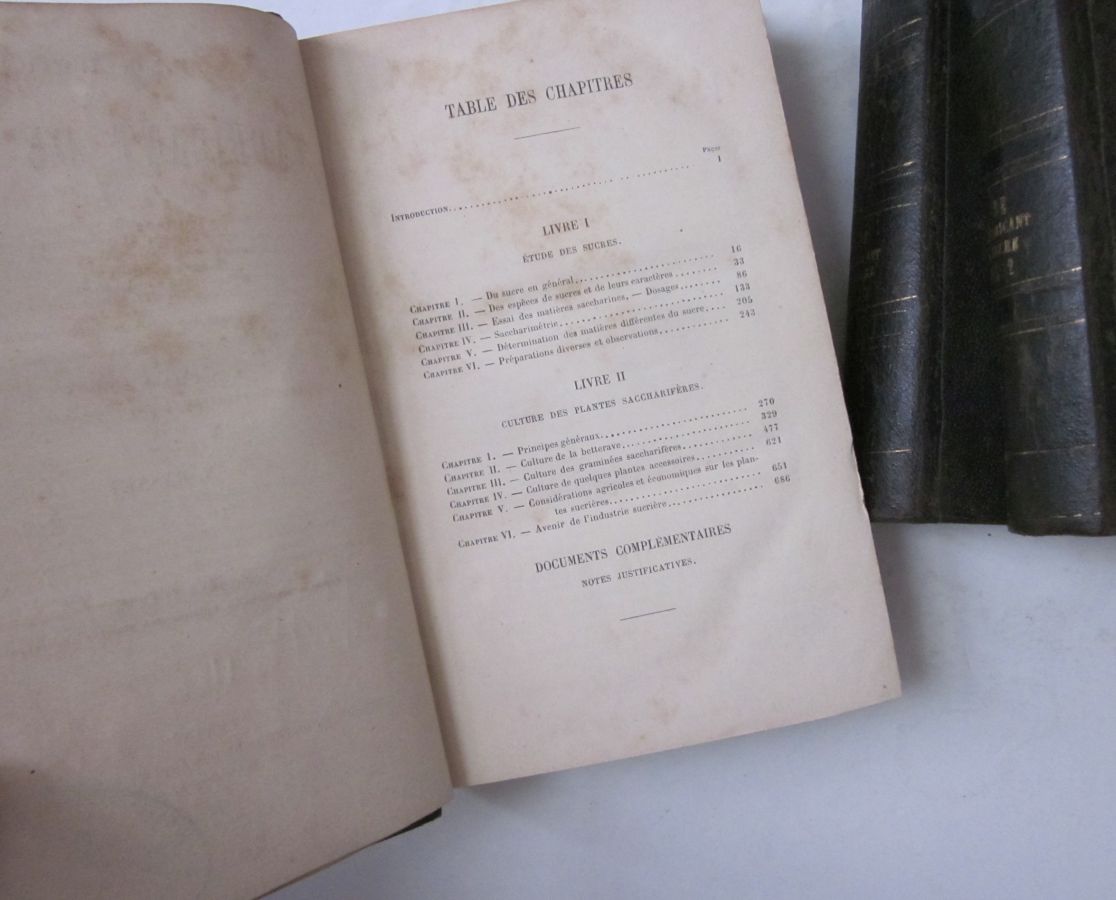 TABLE DES CHAPITRES
Pages
INTRODUCTION 1
LIVRE I
ÉTUDE DES SUCRES.
CHAPITRE I. — Du sucre en général 16
CHAPITRE II. — Des espèces de sucres et de leurs caractères 33
CHAPITRE III. — Essai des matières saccharines. — Dosages 86
CHAPITRE IV. — Saccharimétrie 133
CHAPITRE V. — Détermination des matières différentes du sucre 205
CHAPITRE VI. — Préparations diverses et observations 243
LIVRE II
CULTURE DES PLANTES SACCHARIFÈRES.
CHAPITRE I. — Principes généraux 270
CHAPITRE II. — Culture de la betterave 329
CHAPITRE III. — Culture des graminées saccharifères 477
CHAPITRE IV. — Culture de quelques plantes accessoires 621
CHAPITRE V. — Considérations agricoles et économiques sur les plan-
tes sucrières 651
CHAPITRE VI. — Avenir de l'industrie sucrière 686
DOCUMENTS COMPLÉMENTAIRES
NOTES JUSTIFICATIVES.
2